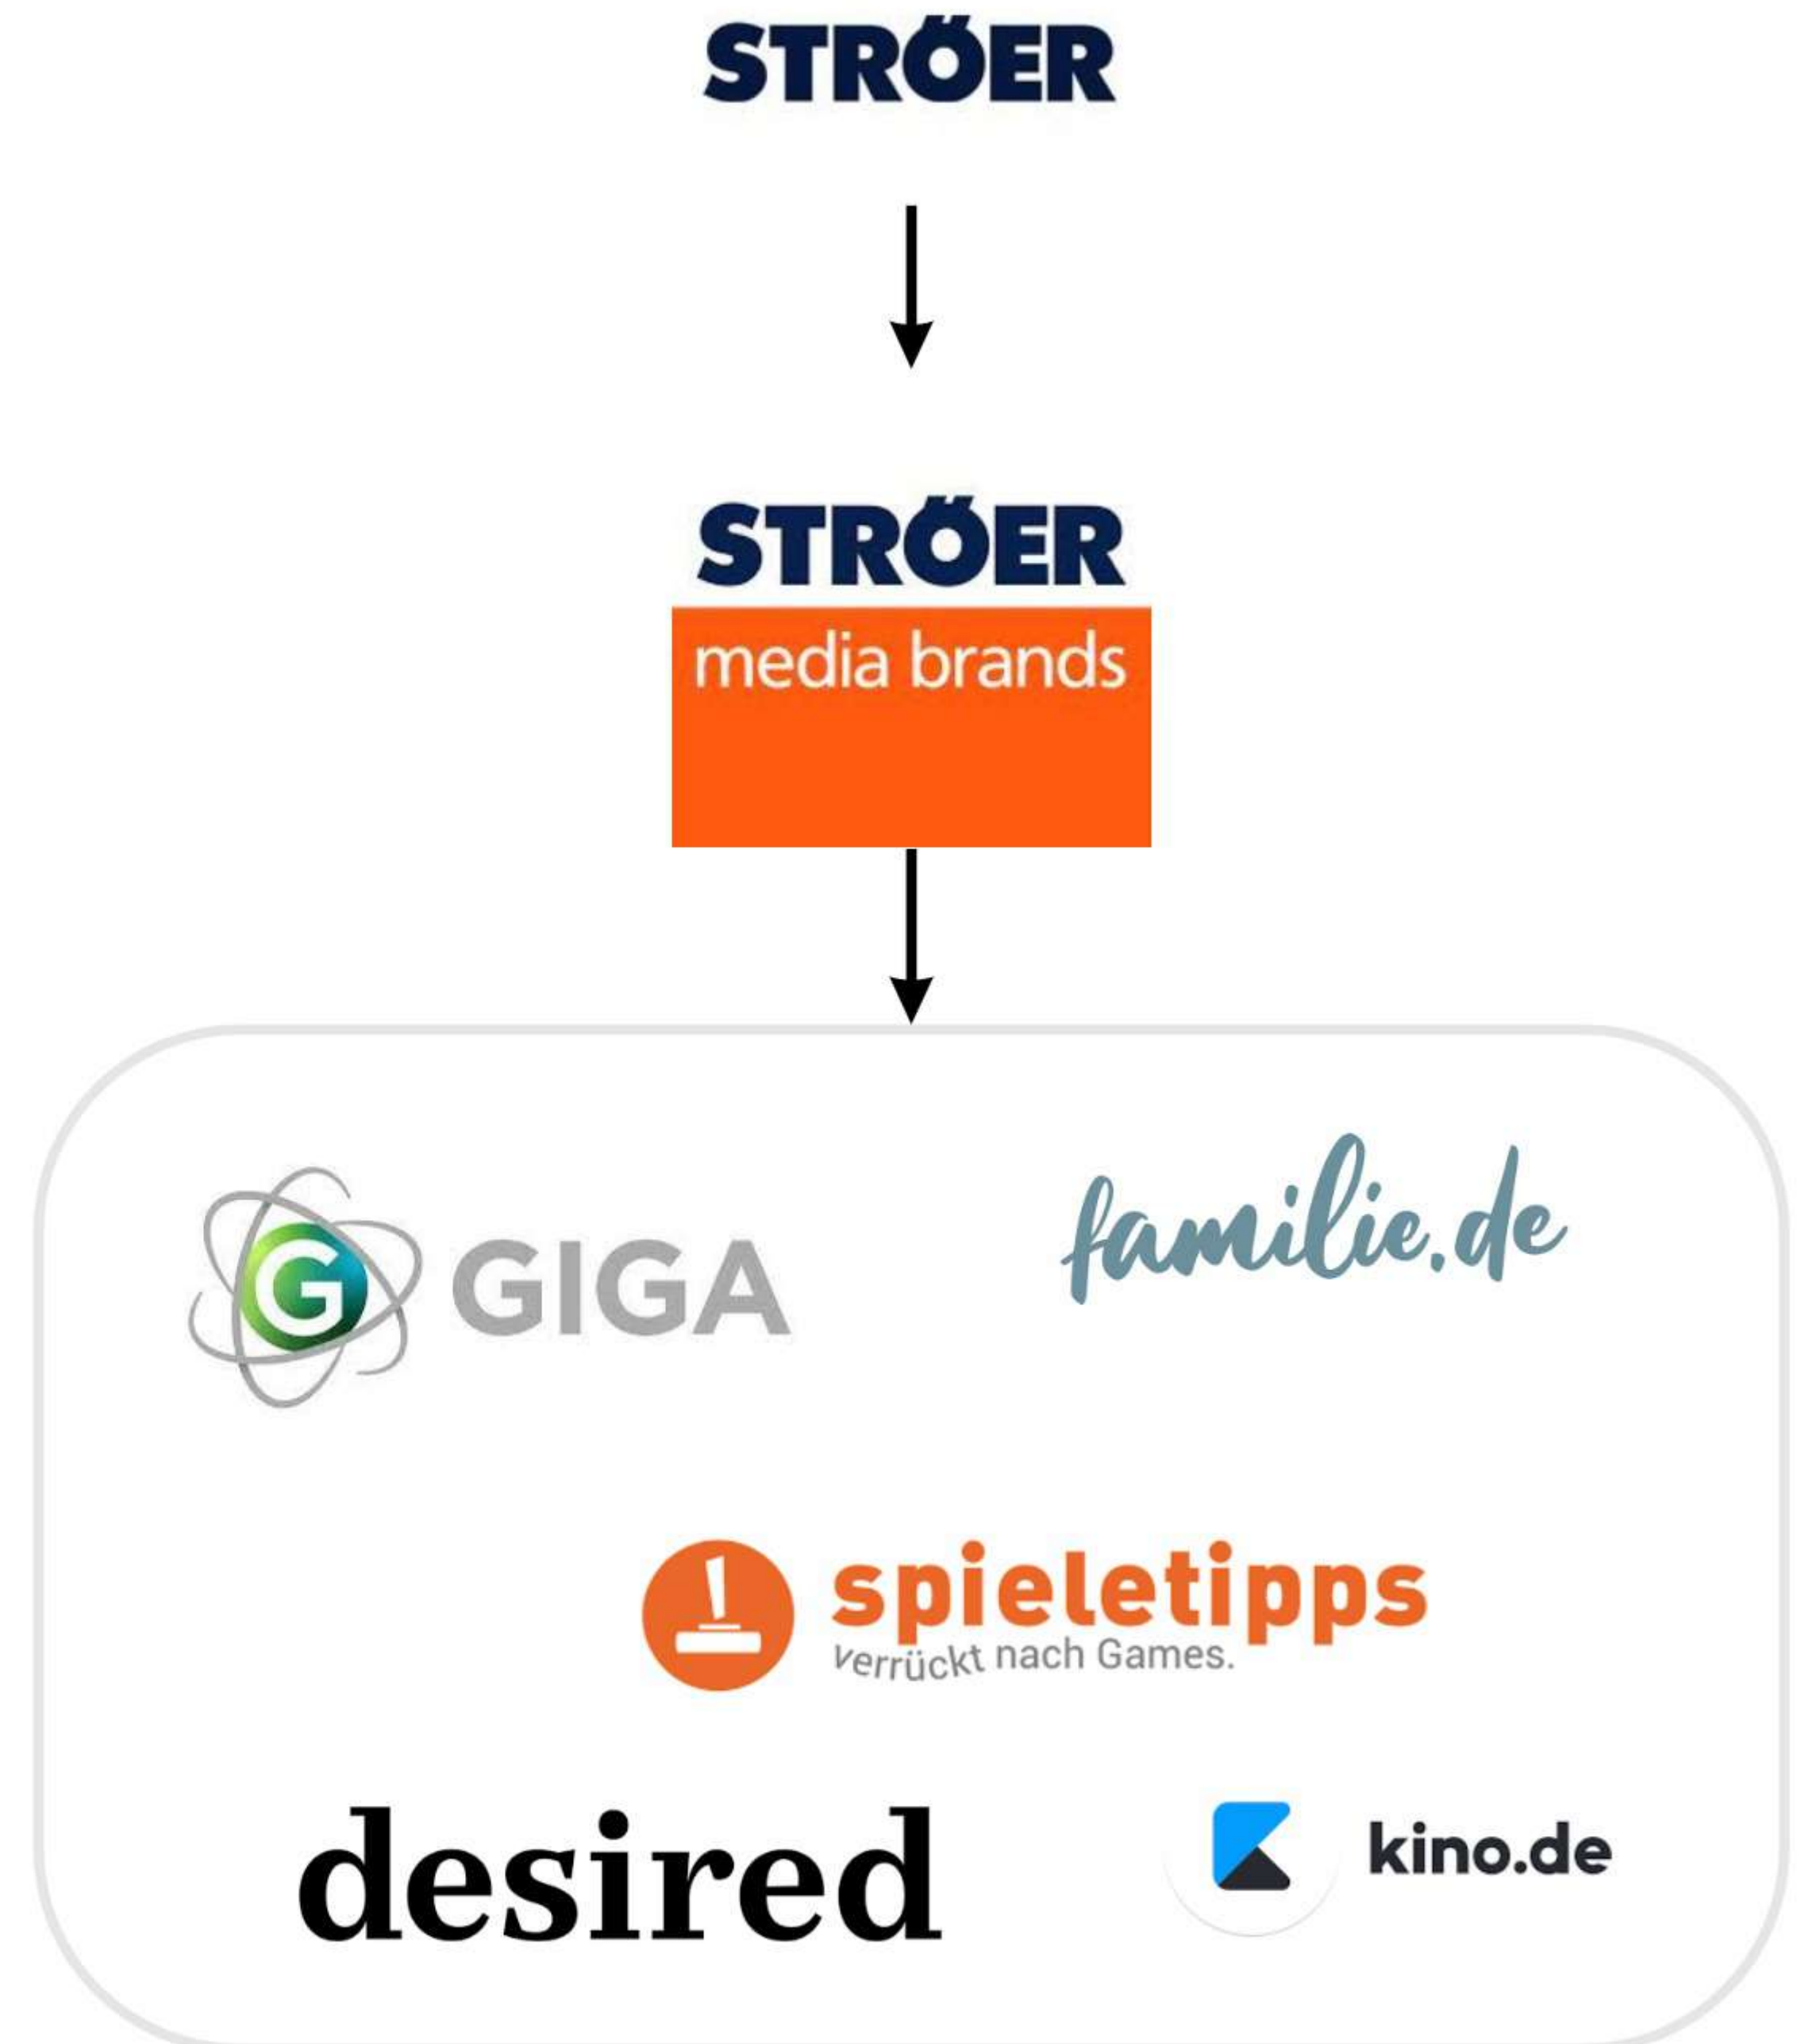 STRÖER
STRÖER
media brands
G GIGA
familie.de
spieletipps
verrückt nach Games.
desired
kino.de